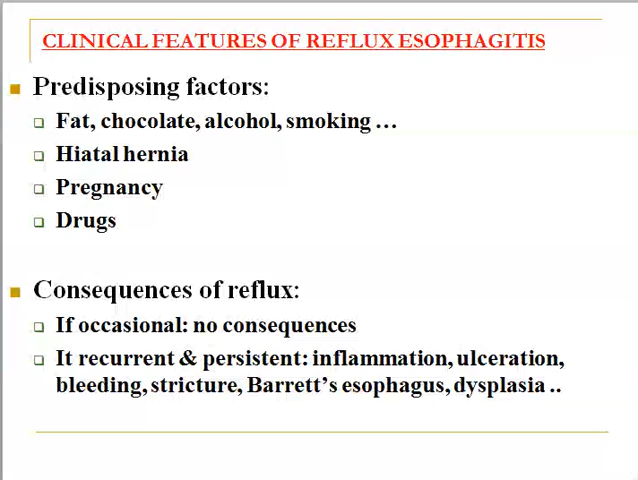 CLINICAL FEATURES OF REFLUX ESOPHAGITIS
Predisposing factors:
Fat, chocolate, alcohol, smoking ...
Hiatal hernia
Pregnancy
Drugs
Consequences of reflux:
If occasional: no consequences
It recurrent & persistent: inflammation, ulceration,
bleeding, stricture, Barrett's esophagus, dysplasia ..